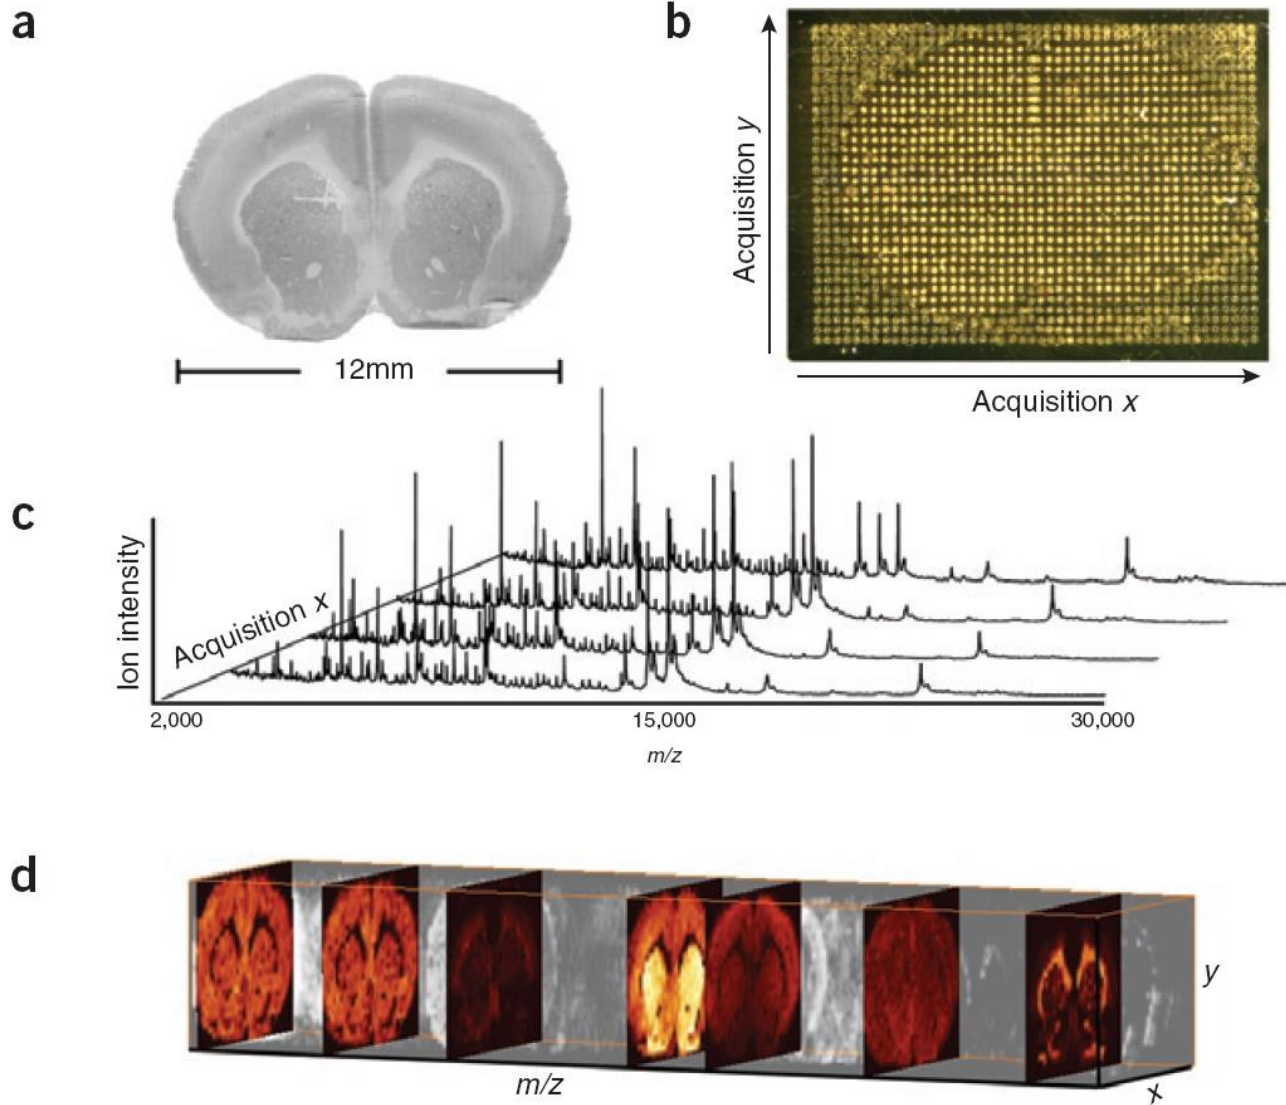 a
b
12mm
Acquisition y
Acquisition x
c
Ion intensity
Acquisition x
2,000
15,000
30,000
m/z
d
m/z
y
x